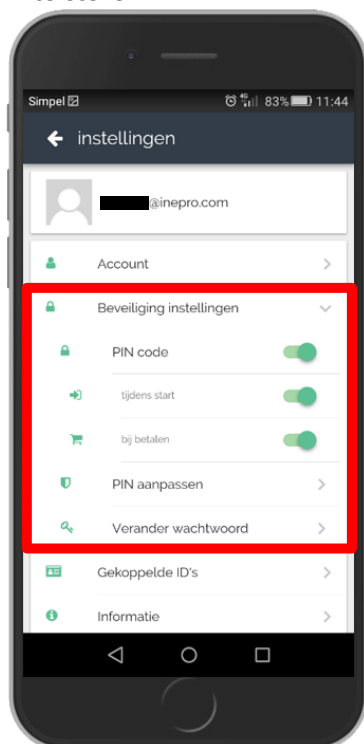 Simpel 4G 83% 11:44
instellingen
@inepro.com
Account
Beveiliging instellingen
PIN code
tijdens start
bij betalen
PIN aanpassen
Verander wachtwoord
Gekoppelde ID's
Informatie